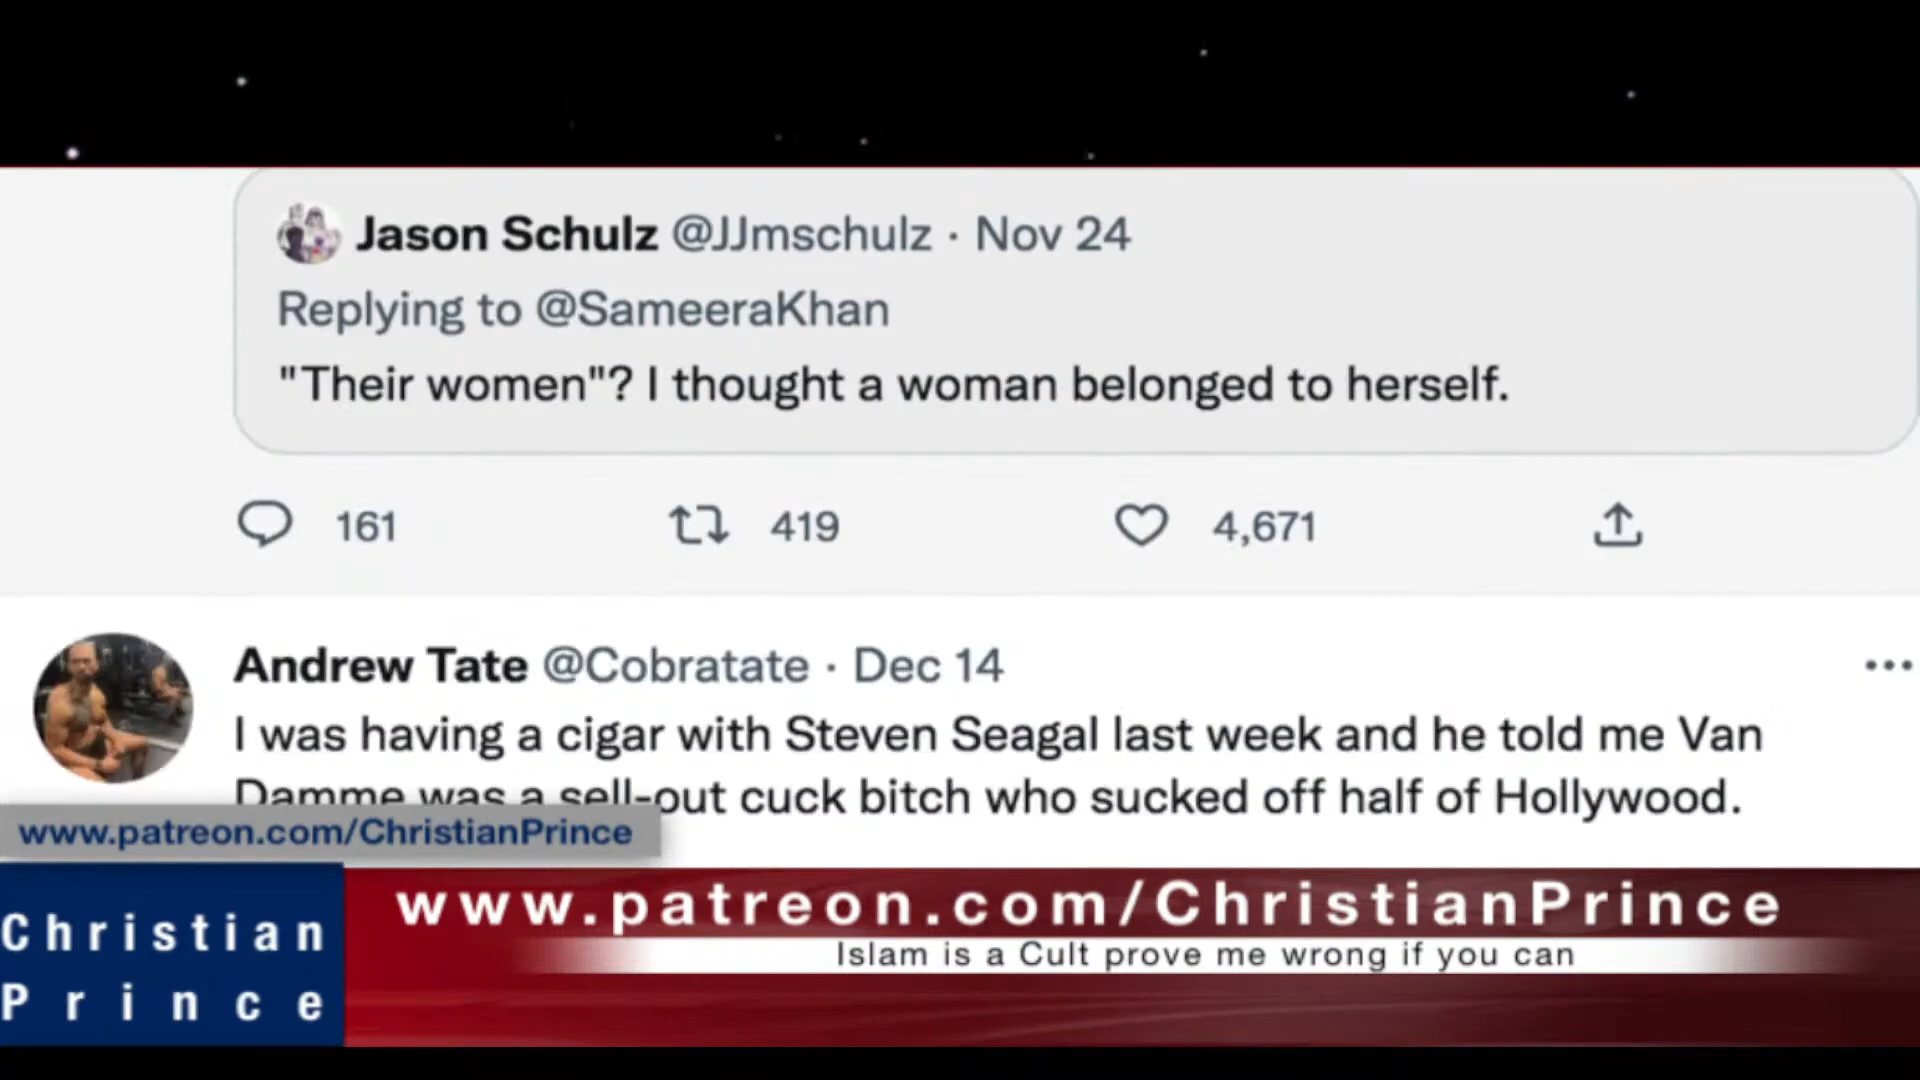 Jason Schulz @JJmschulz · Nov 24
Replying to @SameeraKhan
"Their women"? I thought a woman belonged to herself.
161 419 4,671
Andrew Tate @Cobratate · Dec 14
I was having a cigar with Steven Seagal last week and he told me Van
Damme was a sell-out cuck bitch who sucked off half of Hollywood.
www.patreon.com/ChristianPrince
Christian
Prince
www.patreon.com/ChristianPrince
Islam is a Cult prove me wrong if you can